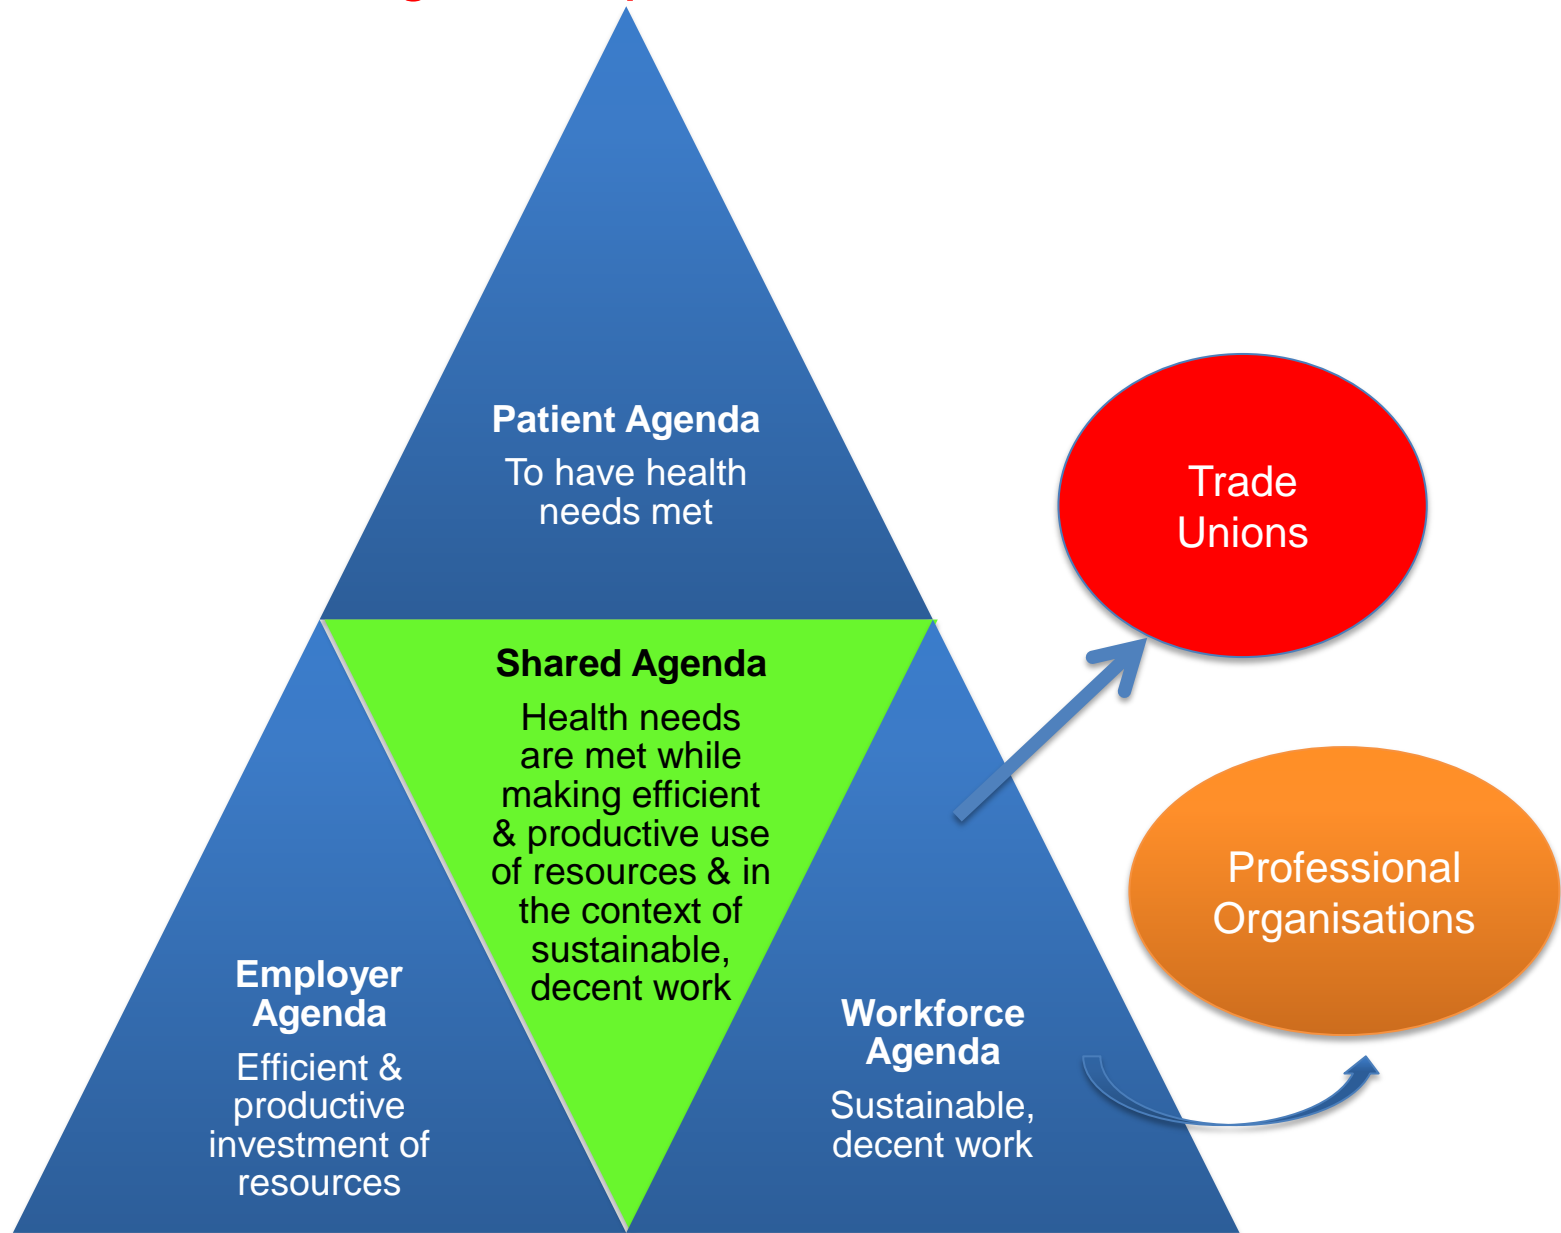 Patient Agenda
To have health
needs met
Shared Agenda
Health needs
are met while
making efficient
& productive use
of resources & in
the context of
sustainable,
decent work
Employer
Agenda
Efficient &
productive
investment of
resources
Workforce
Agenda
Sustainable,
decent work
Trade
Unions
Professional
Organisations